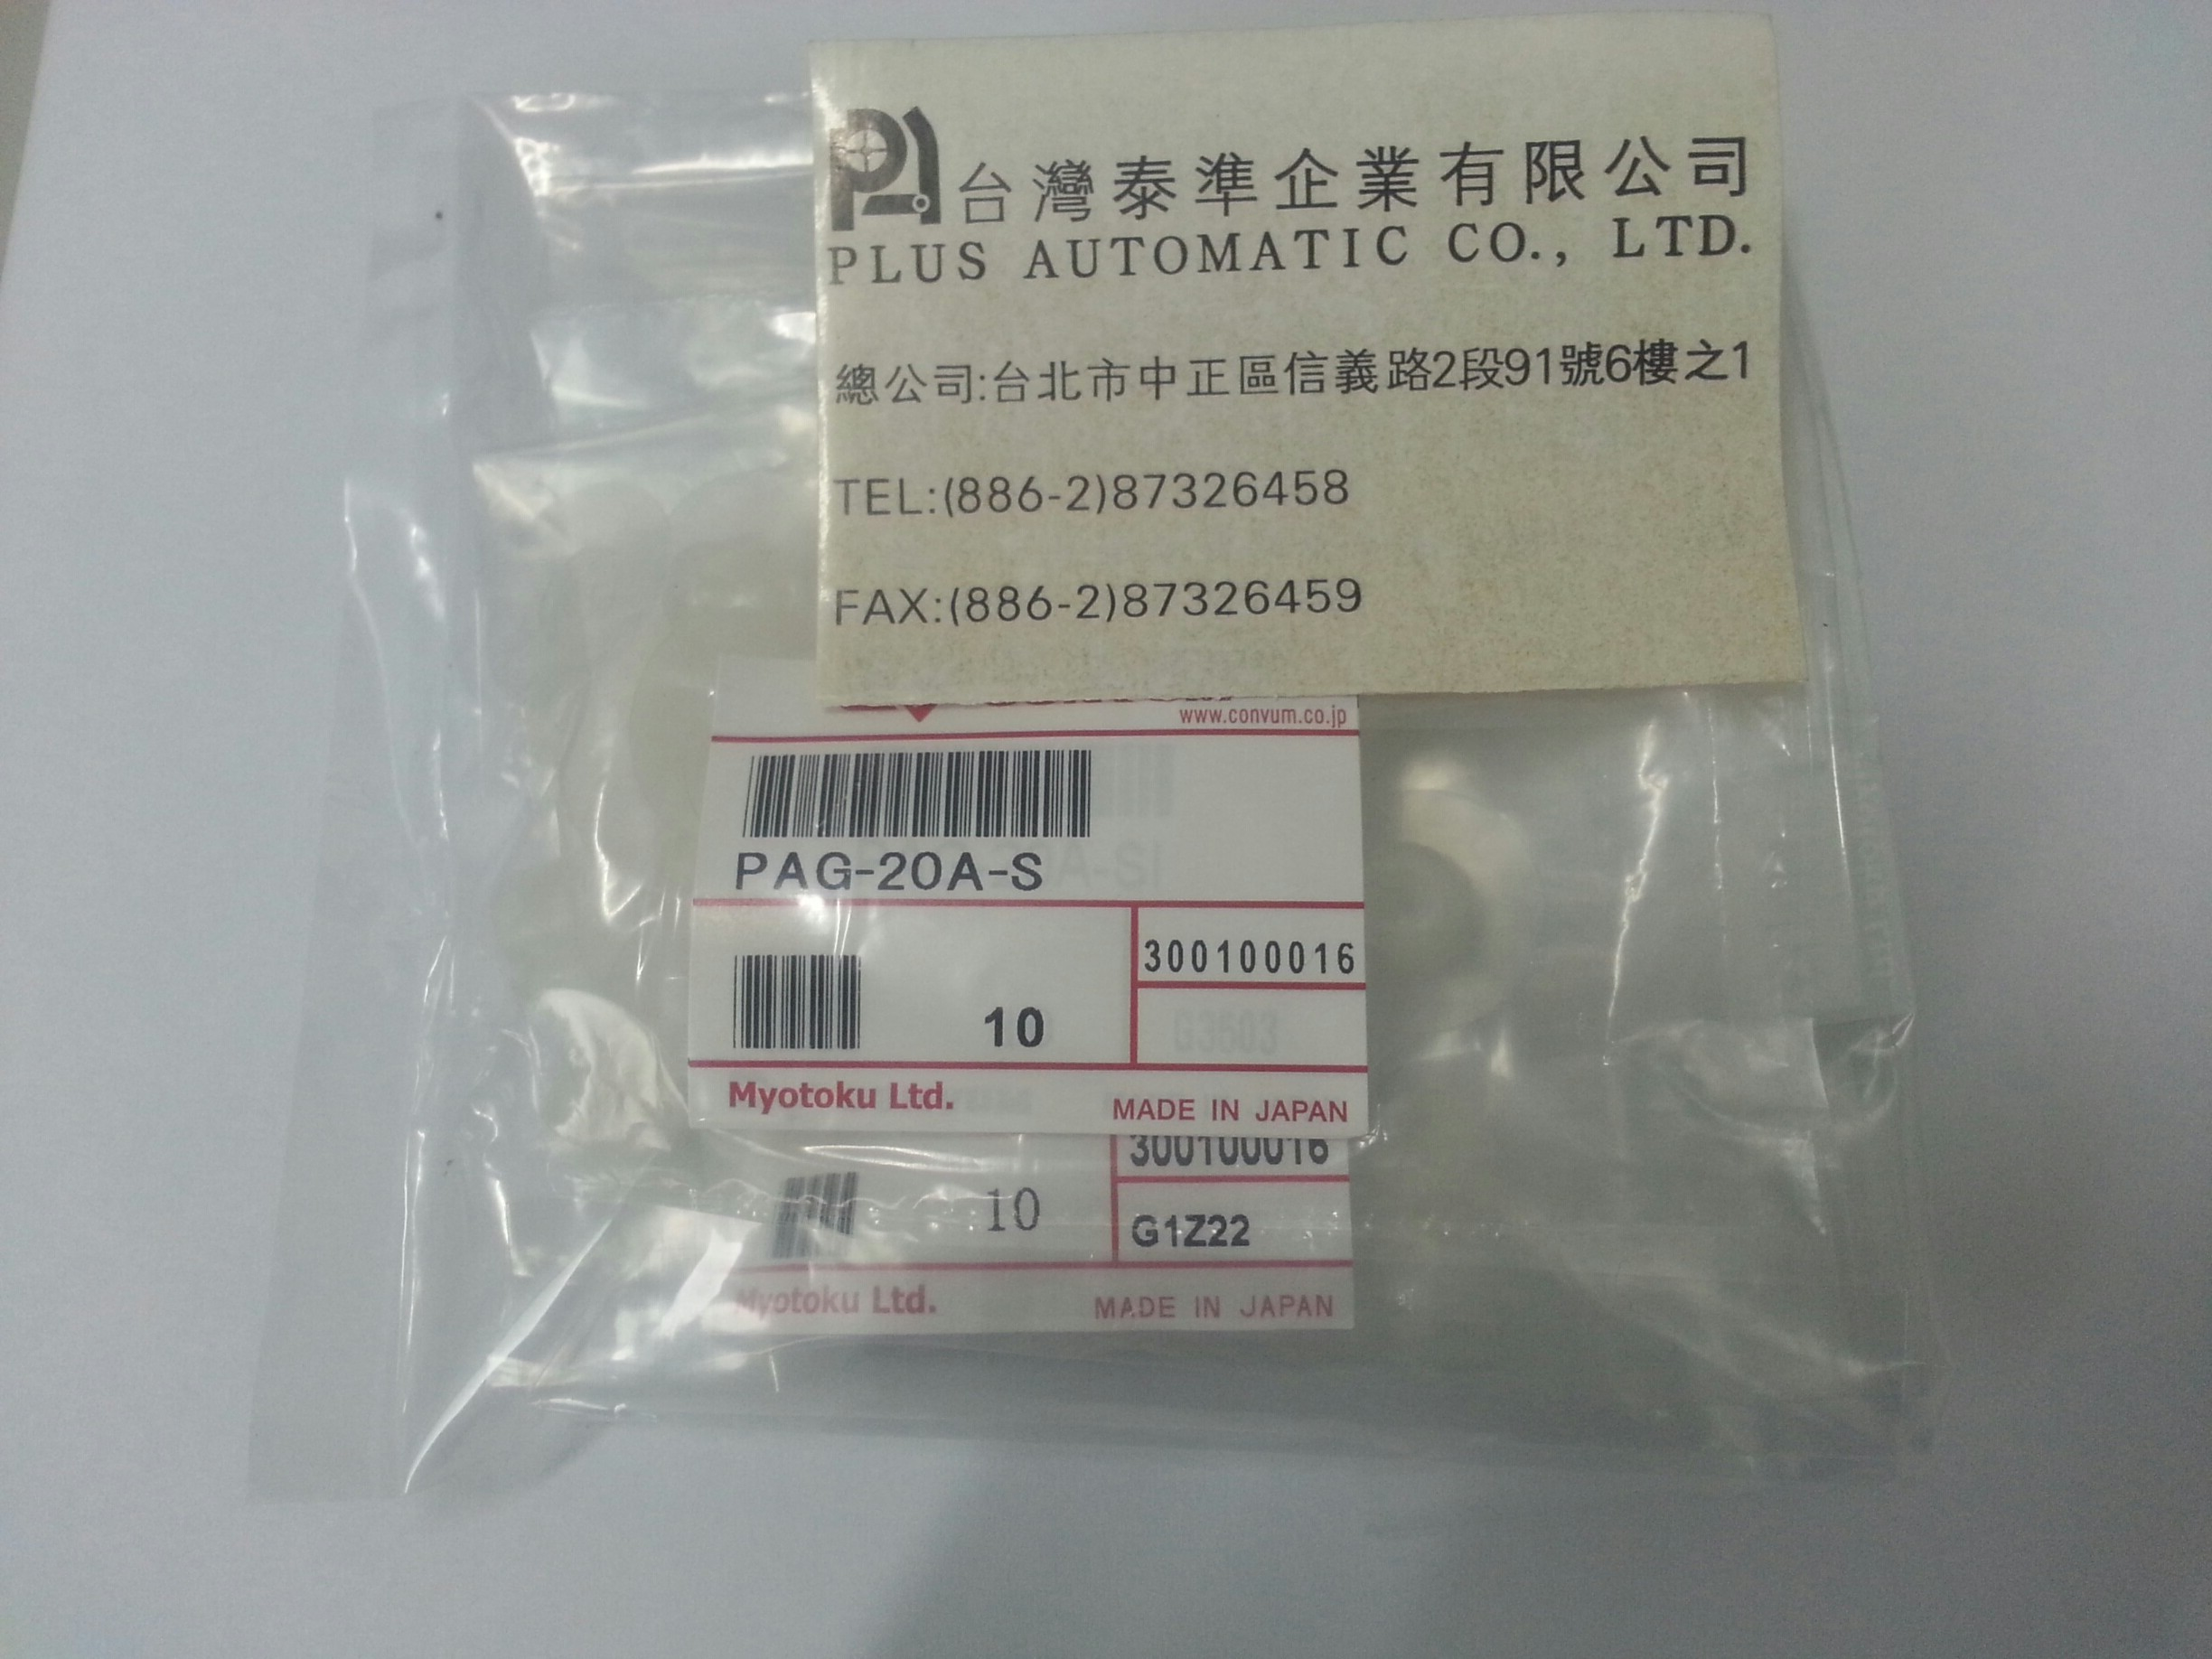 台灣泰準企業有限公司
PLUS AUTOMATIC CO., LTD.
總公司:台北市中正區信義路2段91號6樓之1
TEL:(886-2)87326458
FAX:(886-2)87326459
www.convum.co.jp
PAG-20A-S
300100016
10
G3603
Myotoku Ltd.
MADE IN JAPAN
300100016
10
G1Z22
Myotoku Ltd.
MADE IN JAPAN